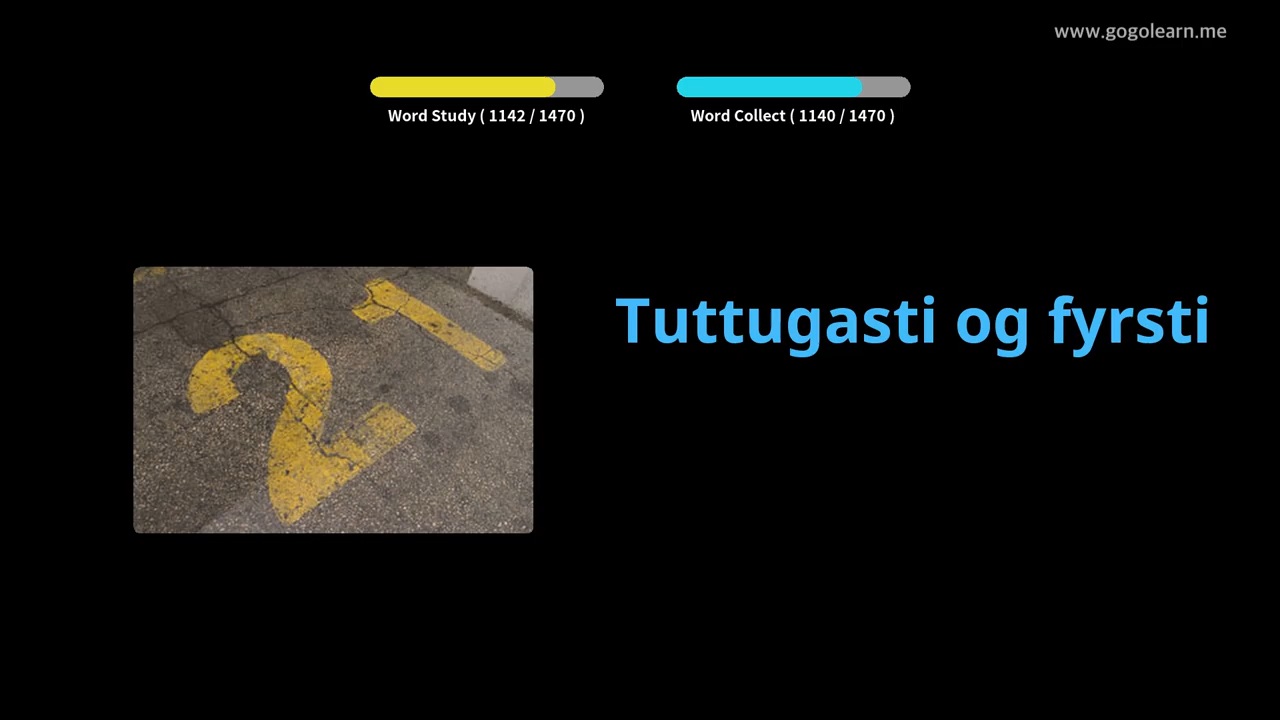 www.gogolearn.me
Word Study ( 1142 / 1470 )
Word Collect ( 1140 / 1470 )
21
Tuttugasti og fyrsti